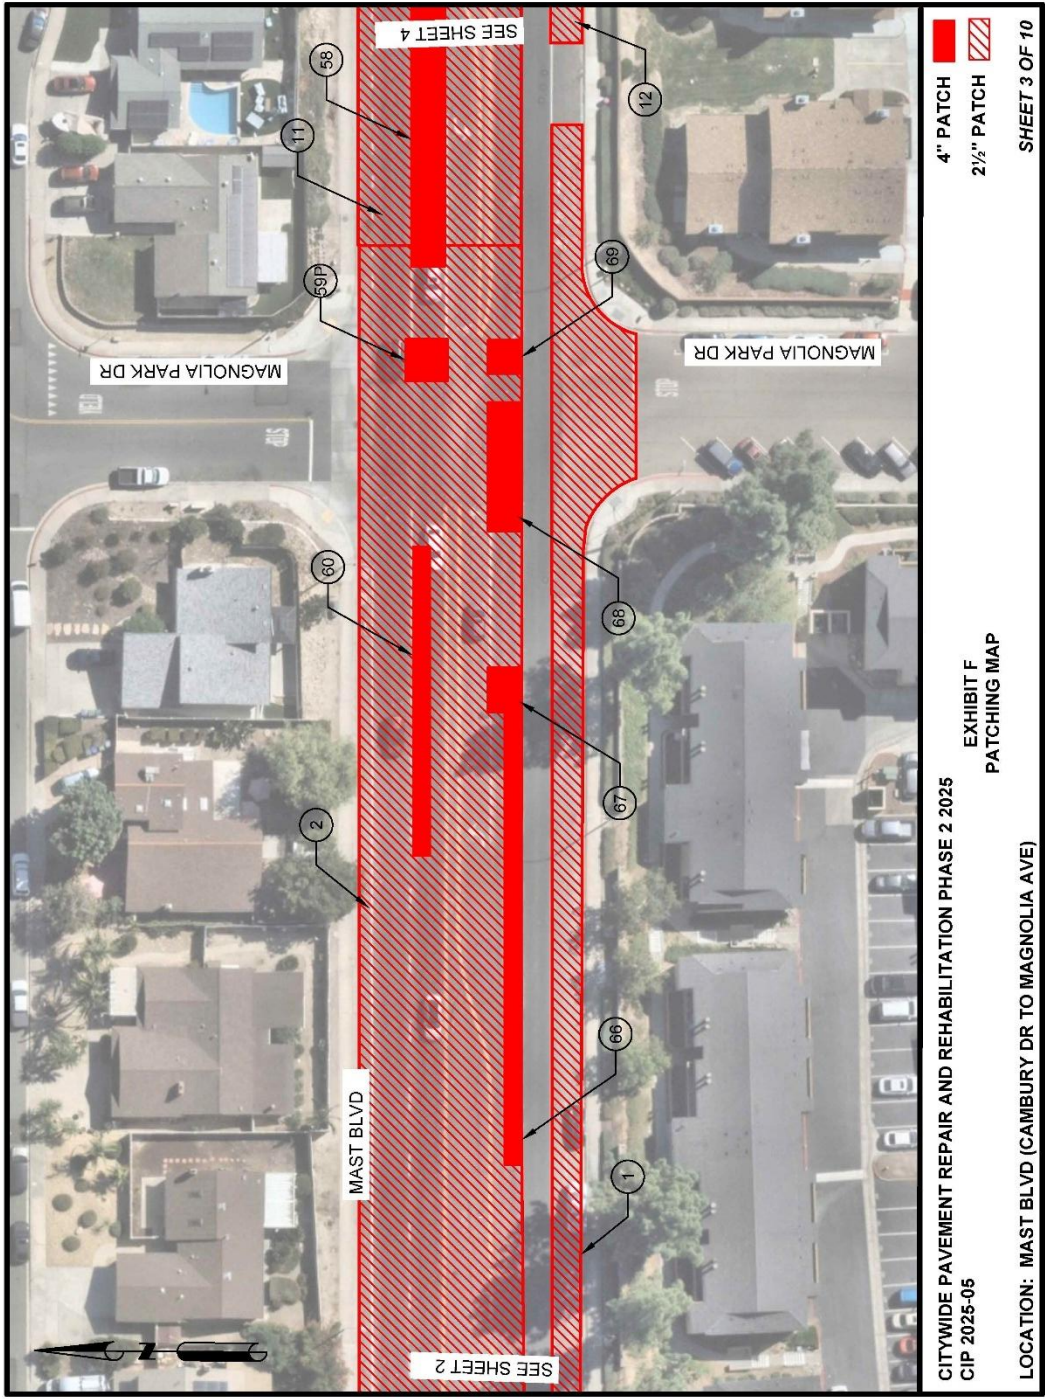 SEE SHEET 4
58
11
12
59P
69
MAGNOLIA PARK DR
MAGNOLIA PARK DR
YIELD
STOP
STOP
60
68
2
67
66
MAST BLVD
1
SEE SHEET 2
N
4" PATCH
2½" PATCH
CITYWIDE PAVEMENT REPAIR AND REHABILITATION PHASE 2 2025
CIP 2025-05
EXHIBIT F
PATCHING MAP
LOCATION: MAST BLVD (CAMBURY DR TO MAGNOLIA AVE)
SHEET 3 OF 10